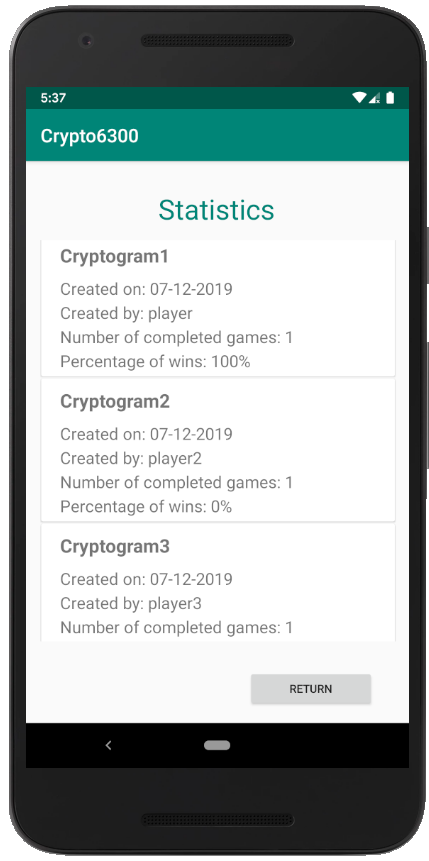 5:37
Crypto6300
Statistics
Cryptogram1
Created on: 07-12-2019
Created by: player
Number of completed games: 1
Percentage of wins: 100%
Cryptogram2
Created on: 07-12-2019
Created by: player2
Number of completed games: 1
Percentage of wins: 0%
Cryptogram3
Created on: 07-12-2019
Created by: player3
Number of completed games: 1
RETURN